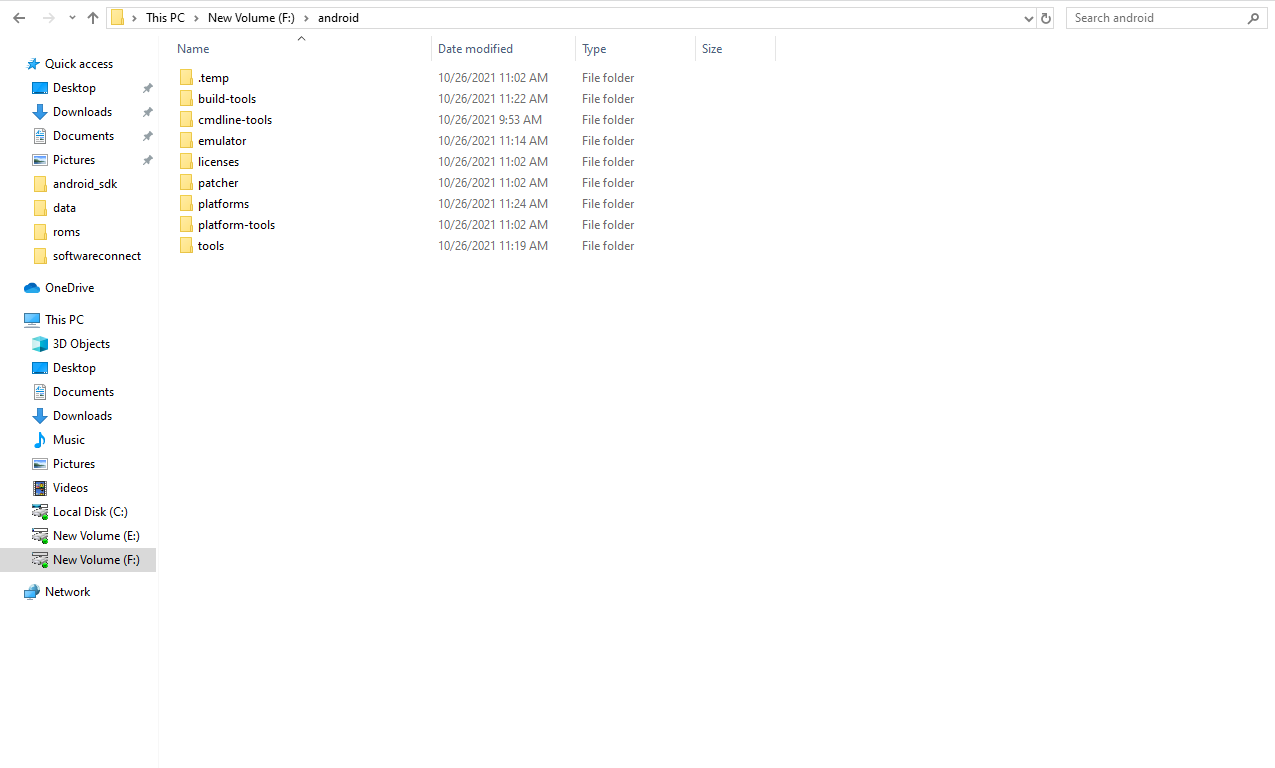 This PC New Volume (F:) android
Search android
Quick access
Desktop
Downloads
Documents
Pictures
android_sdk
data
roms
softwareconnect
OneDrive
This PC
3D Objects
Desktop
Documents
Downloads
Music
Pictures
Videos
Local Disk (C:)
New Volume (E:)
New Volume (F:)
Network
Name Date modified Type Size
.temp 10/26/2021 11:02 AM File folder
build-tools 10/26/2021 11:22 AM File folder
cmdline-tools 10/26/2021 9:53 AM File folder
emulator 10/26/2021 11:14 AM File folder
licenses 10/26/2021 11:02 AM File folder
patcher 10/26/2021 11:02 AM File folder
platforms 10/26/2021 11:24 AM File folder
platform-tools 10/26/2021 11:02 AM File folder
tools 10/26/2021 11:19 AM File folder